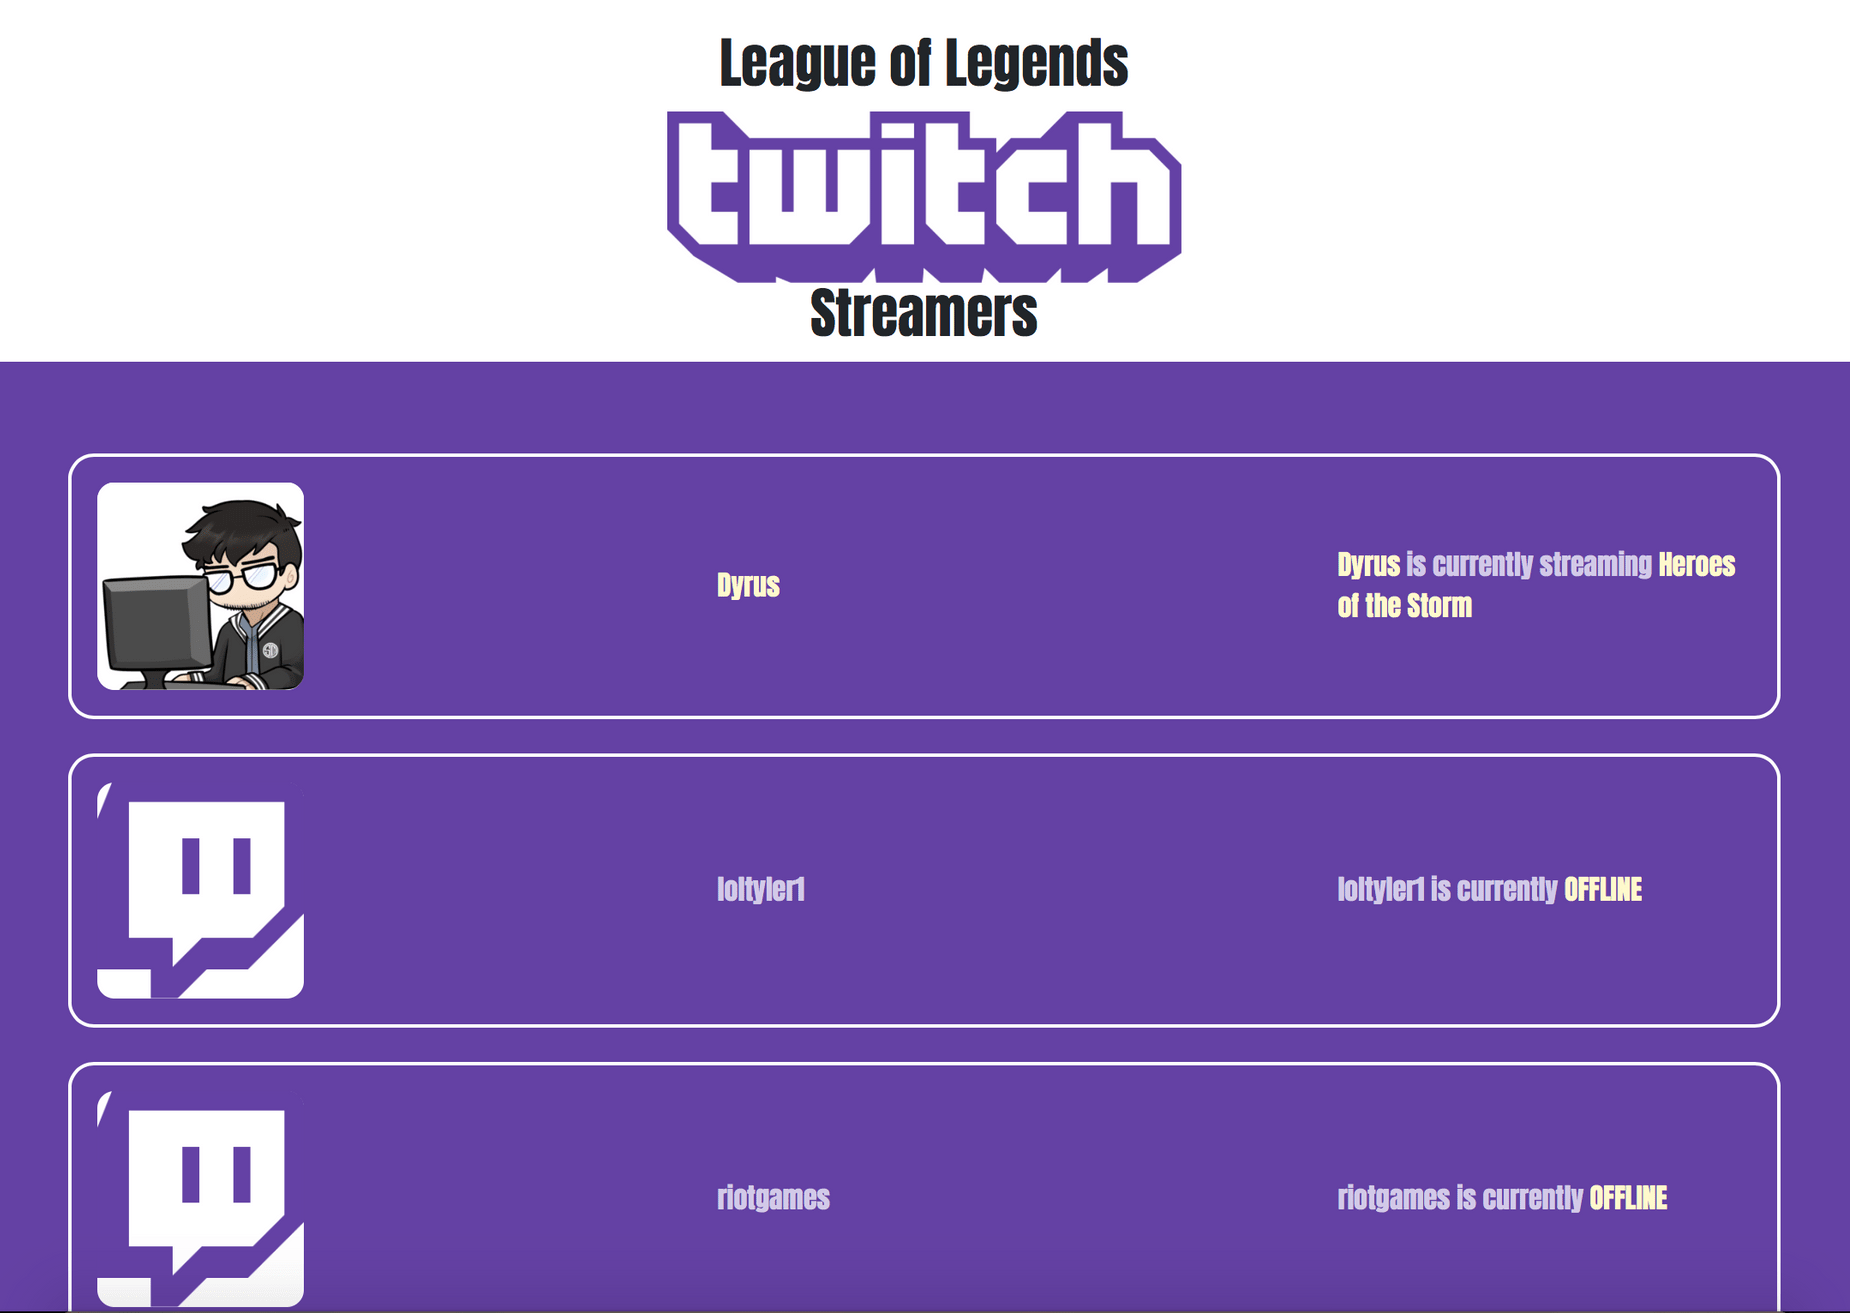 League of Legends
twitch
Streamers
Dyrus
Dyrus is currently streaming Heroes
of the Storm
loltyler1
loltyler1 is currently OFFLINE
riotgames
riotgames is currently OFFLINE